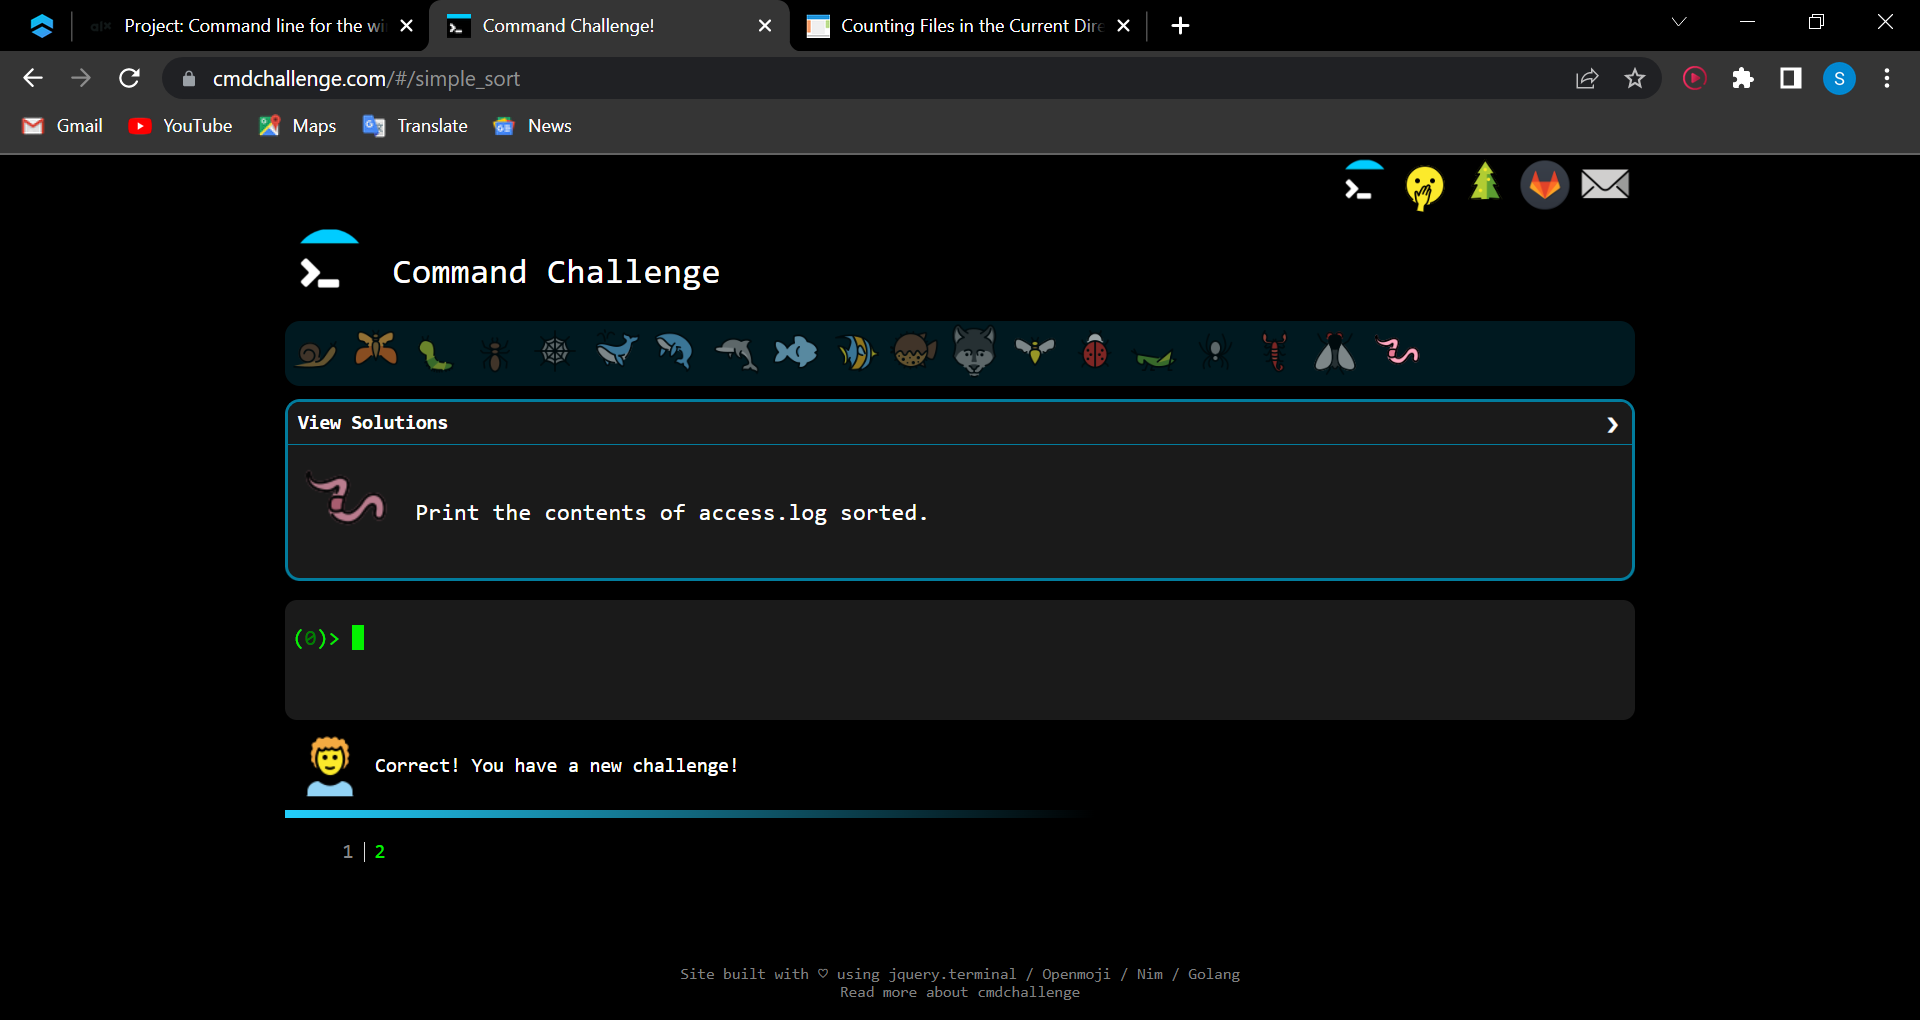 Project: Command line for the wi
Command Challenge!
Counting Files in the Current Dire
cmdchallenge.com/#/simple_sort
S
Gmail
YouTube
Maps
Translate
News
Command Challenge
View Solutions
Print the contents of access.log sorted.
(0)>
Correct! You have a new challenge!
1 | 2
Site built with ♡ using jquery.terminal / Openmoji / Nim / Golang
Read more about cmdchallenge